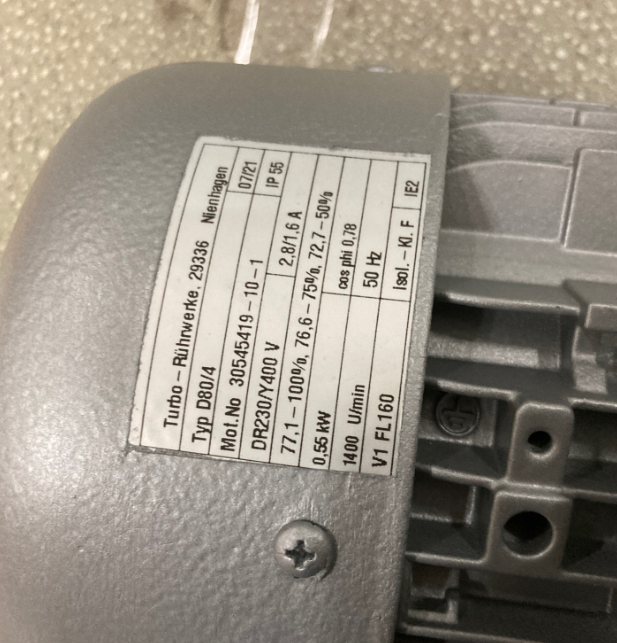 Turbo – Rührwerke, 29336 Nienhagen
Typ D80/4 07/21
Mot.No 30545419 – 10 – 1 IP 55
DR230/Y400 V 2,8/1,6 A
77,1 – 100%, 76,6 – 75%, 72,7 – 50%
0,55 kW cos phi 0,78
1400 U/min 50 Hz
V1 FL160 Isol. – Kl. F IE2